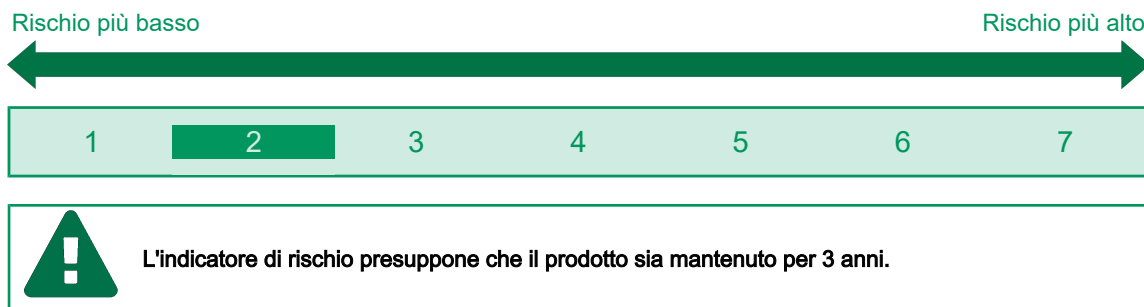 Rischio più basso Rischio più alto
1 2 3 4 5 6 7
L'indicatore di rischio presuppone che il prodotto sia mantenuto per 3 anni.